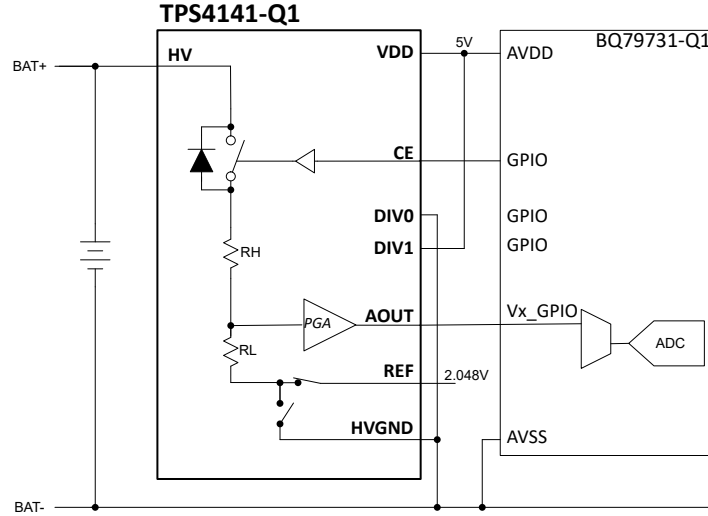 TPS4141-Q1
BQ79731-Q1
HV
VDD
5V
AVDD
BAT+
CE
GPIO
DIV0
GPIO
DIV1
GPIO
RH
PGA
AOUT
Vx_GPIO
ADC
RL
REF
2.048V
HVGND
AVSS
BAT-